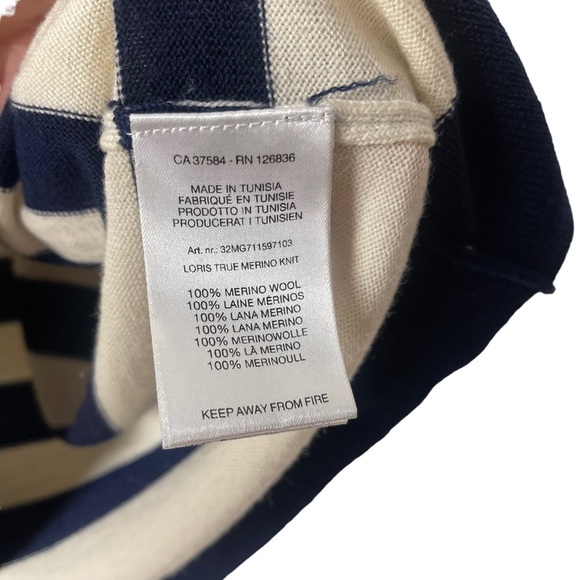 CA 37584 - RN 126836
MADE IN TUNISIA
FABRIQUÉ EN TUNISIE
PRODOTTO IN TUNISIA
PRODUCERAT I TUNISIEN
Art. nr.: 32MG711597103
LORIS TRUE MERINO KNIT
100% MERINO WOOL
100% LAINE MÉRINOS
100% LANA MERINO
100% LANA MERINO
100% MERINOWOLLE
100% LÃ MERINO
100% MERINOULL
KEEP AWAY FROM FIRE